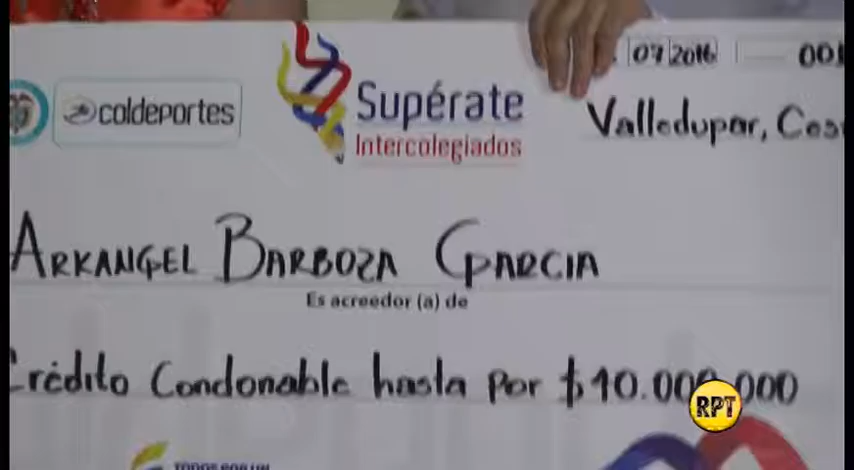 07 2016 001
coldeportes
Supérate
Intercolegiados
Valledupar, Ces
ARKANGEL BARBOZA GARCIA
Es acreedor (a) de
Crédito Condonable hasta por $10.000.000
RPT